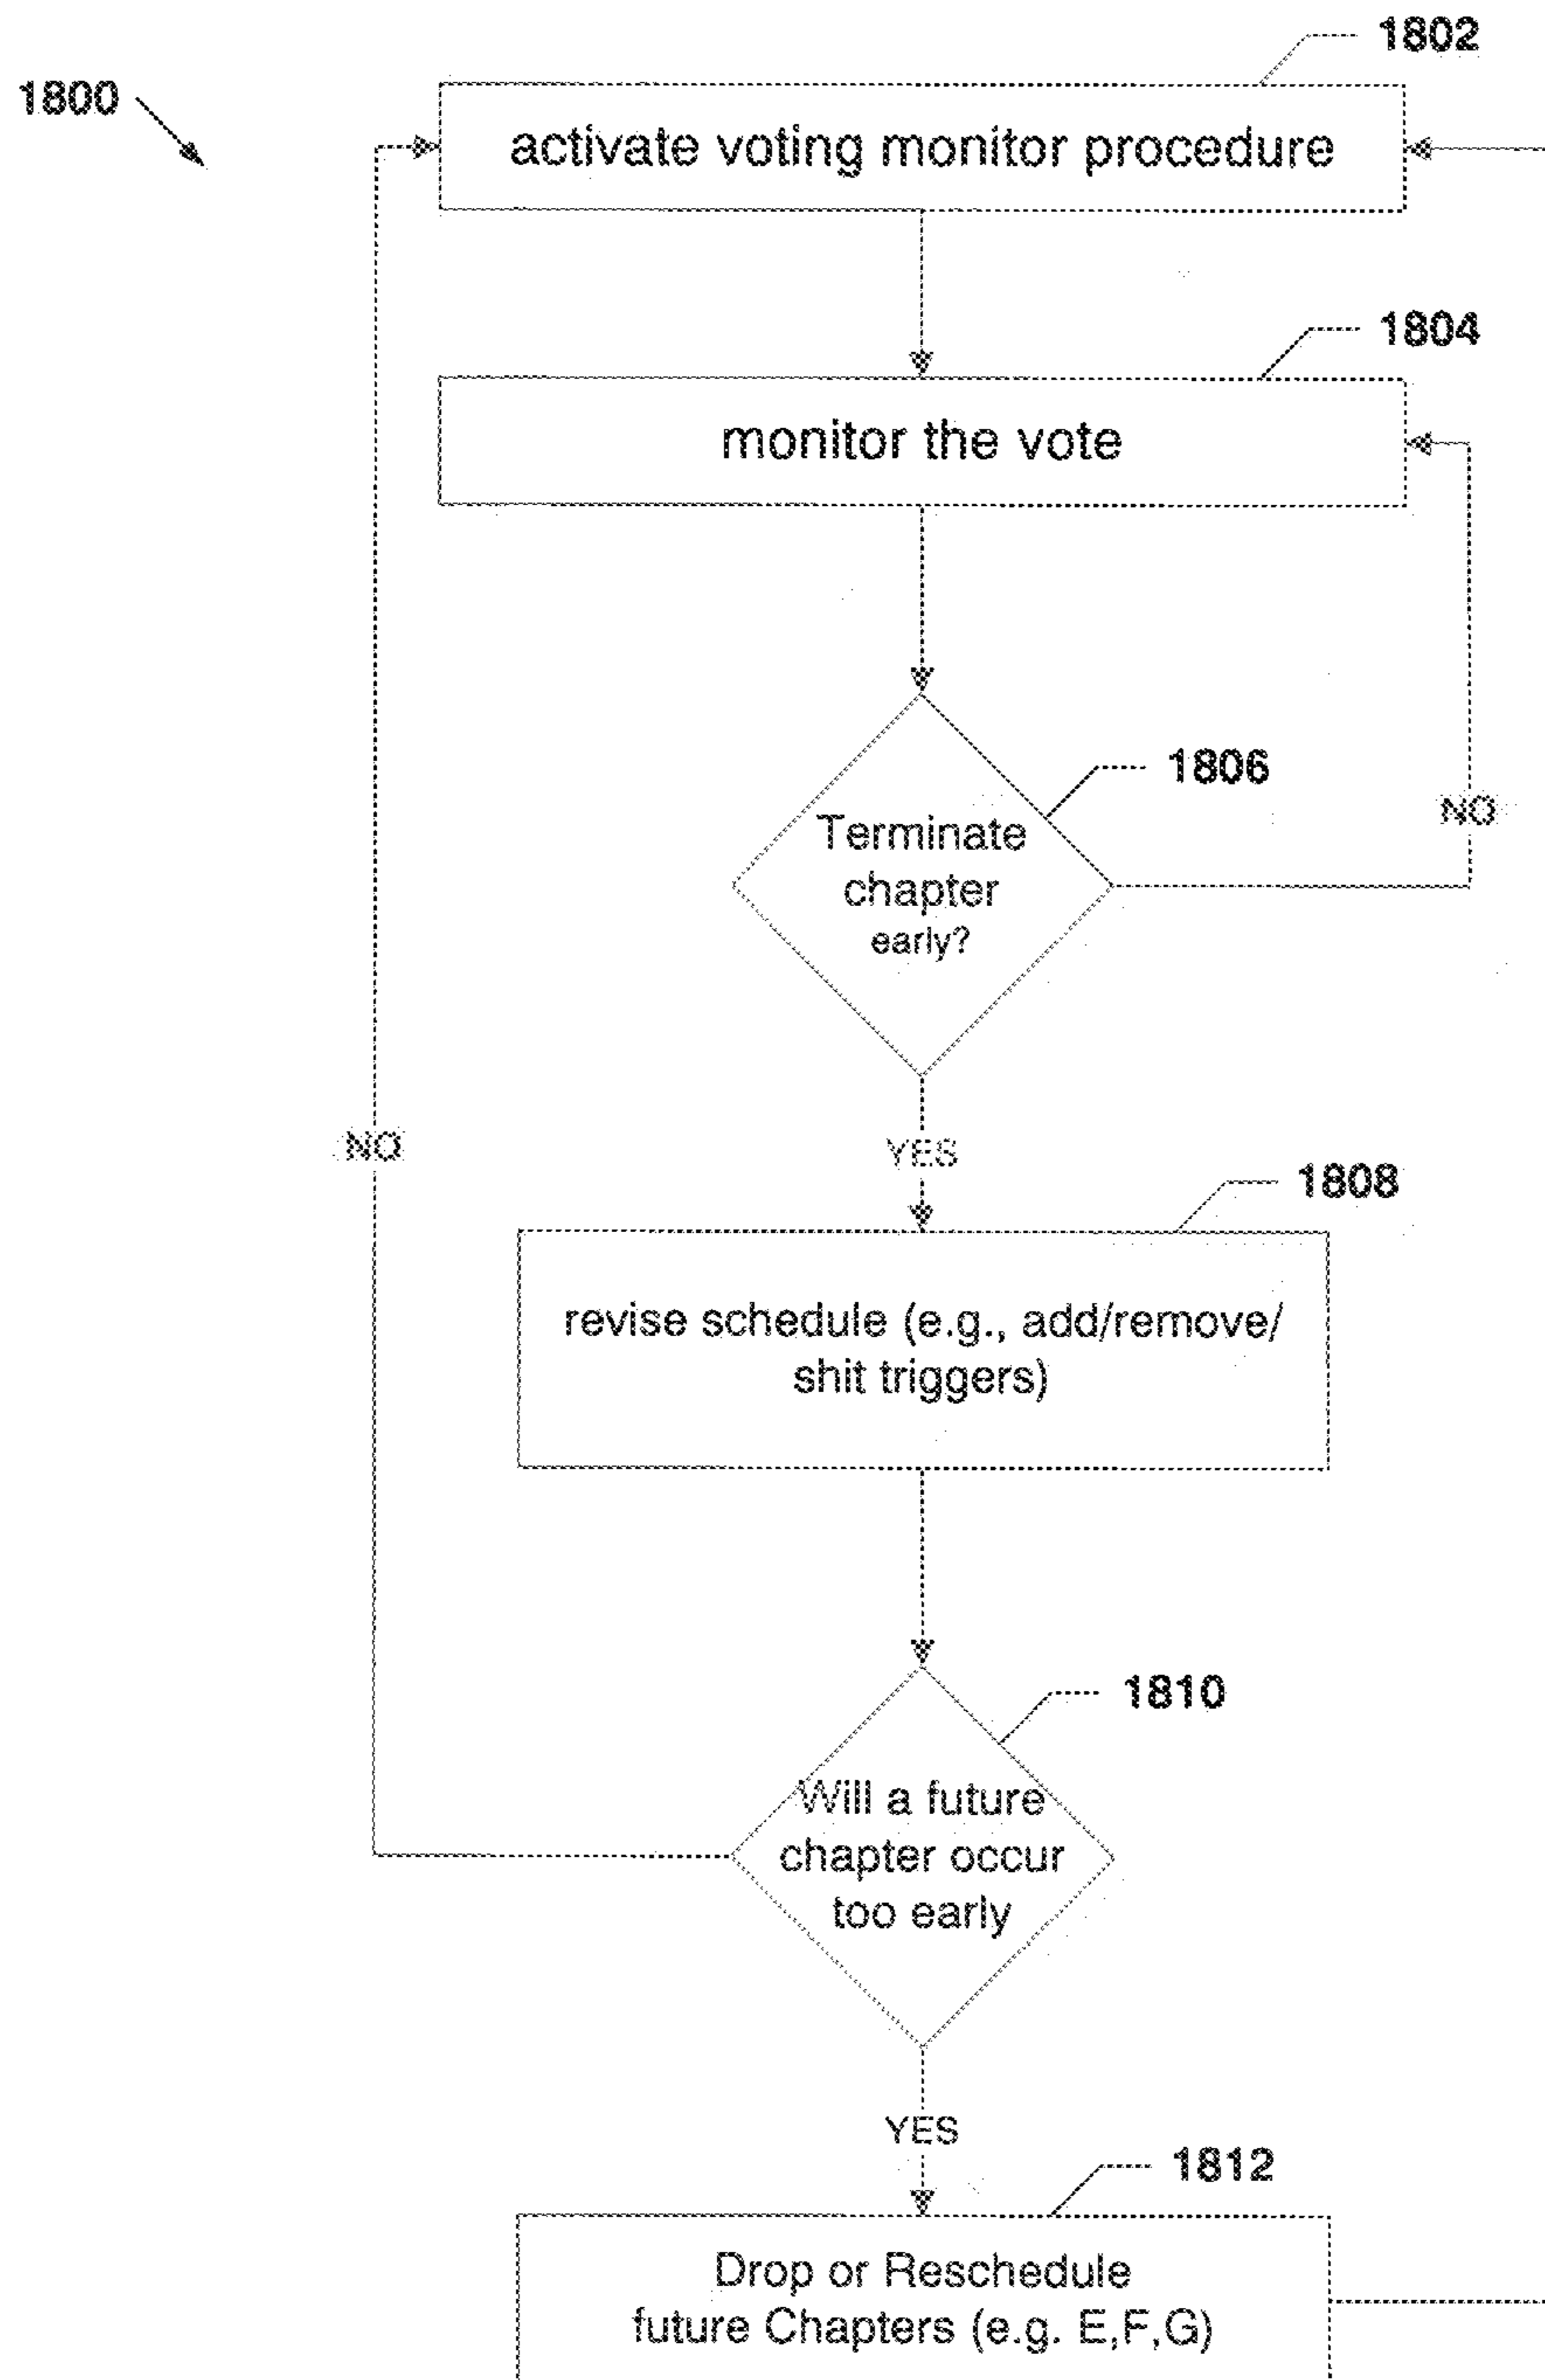 1802
1800
activate voting monitor procedure
1804
monitor the vote
1806
Terminate
chapter
early?
NO
NO
YES
1808
revise schedule (e.g., add/remove/
shit triggers)
1810
Will a future
chapter occur
too early
YES
1812
Drop or Reschedule
future Chapters (e.g. E,F,G)